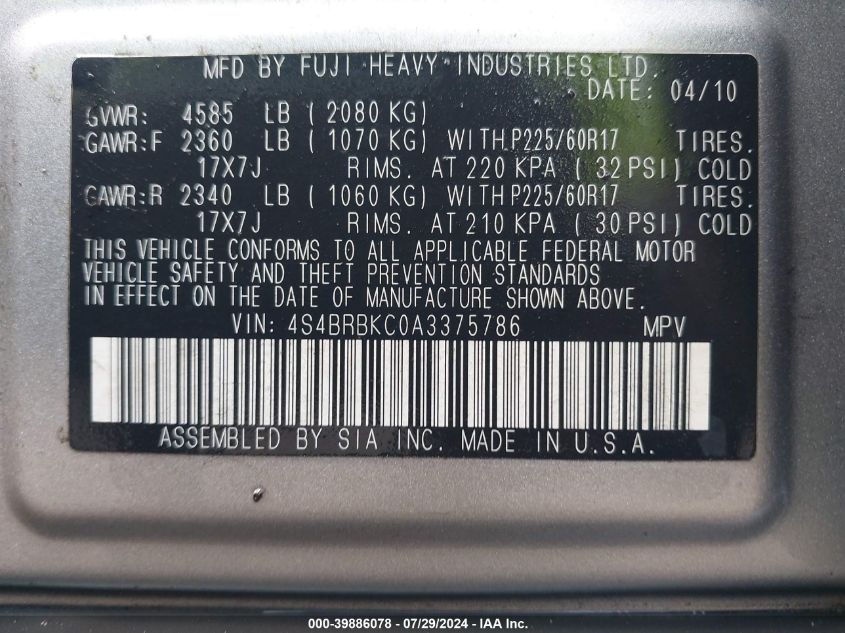 MFD BY FUJI HEAVY INDUSTRIES LTD.
DATE: 04/10
GVWR: 4585 LB ( 2080 KG)
GAWR:F 2360 LB ( 1070 KG) WITH P225/60R17 TIRES.
17X7J RIMS. AT 220 KPA ( 32 PSI) COLD
GAWR:R 2340 LB ( 1060 KG) WITH P225/60R17 TIRES.
17X7J RIMS. AT 210 KPA ( 30 PSI) COLD
THIS VEHICLE CONFORMS TO ALL APPLICABLE FEDERAL MOTOR
VEHICLE SAFETY AND THEFT PREVENTION STANDARDS
IN EFFECT ON THE DATE OF MANUFACTURE SHOWN ABOVE.
VIN: 4S4BRBKC0A3375786 MPV
ASSEMBLED BY SIA INC. MADE IN U.S.A.
000-39886078 / 07/29/2024 - IAA Inc.